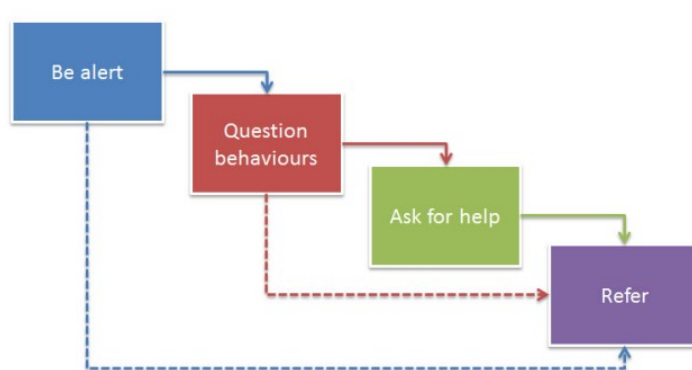 Be alert
Question
behaviours
Ask for help
Refer